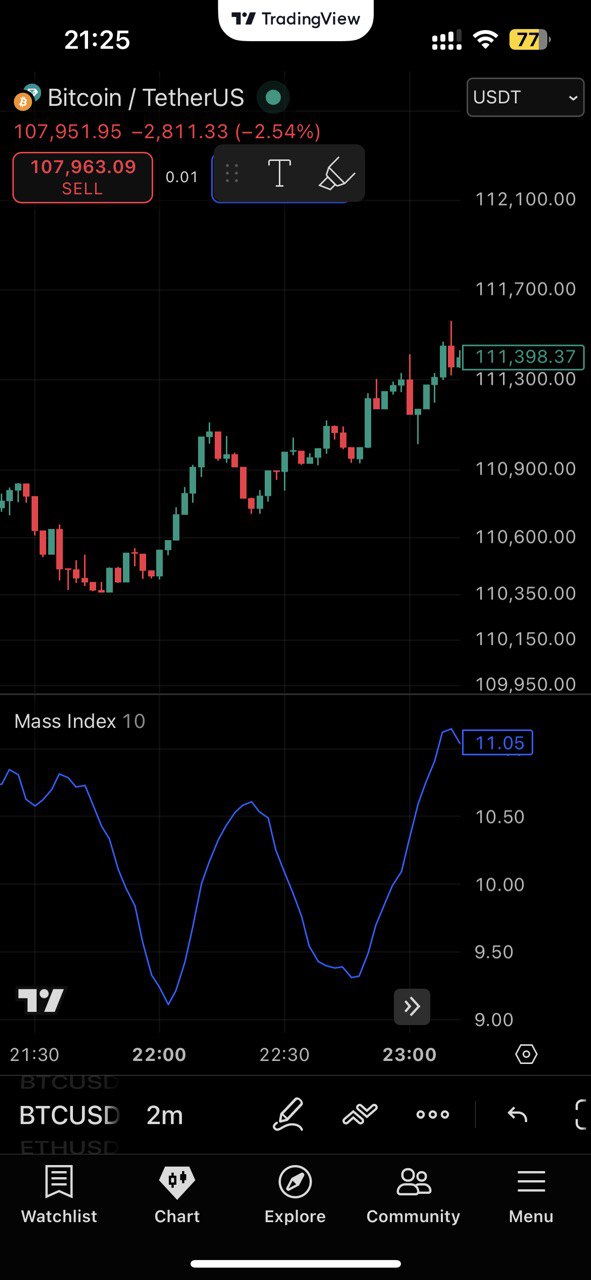 TradingView
21:25
77
Bitcoin / TetherUS
USDT
107,951.95 −2,811.33 (−2.54%)
107,963.09
SELL
0.01
T
112,100.00
111,700.00
111,398.37
111,300.00
110,900.00
110,600.00
110,350.00
110,150.00
109,950.00
Mass Index 10
11.05
10.50
10.00
9.50
9.00
21:30 22:00 22:30 23:00
BTCUSD
BTCUSD 2m
ETHUSD
Watchlist Chart Explore Community Menu